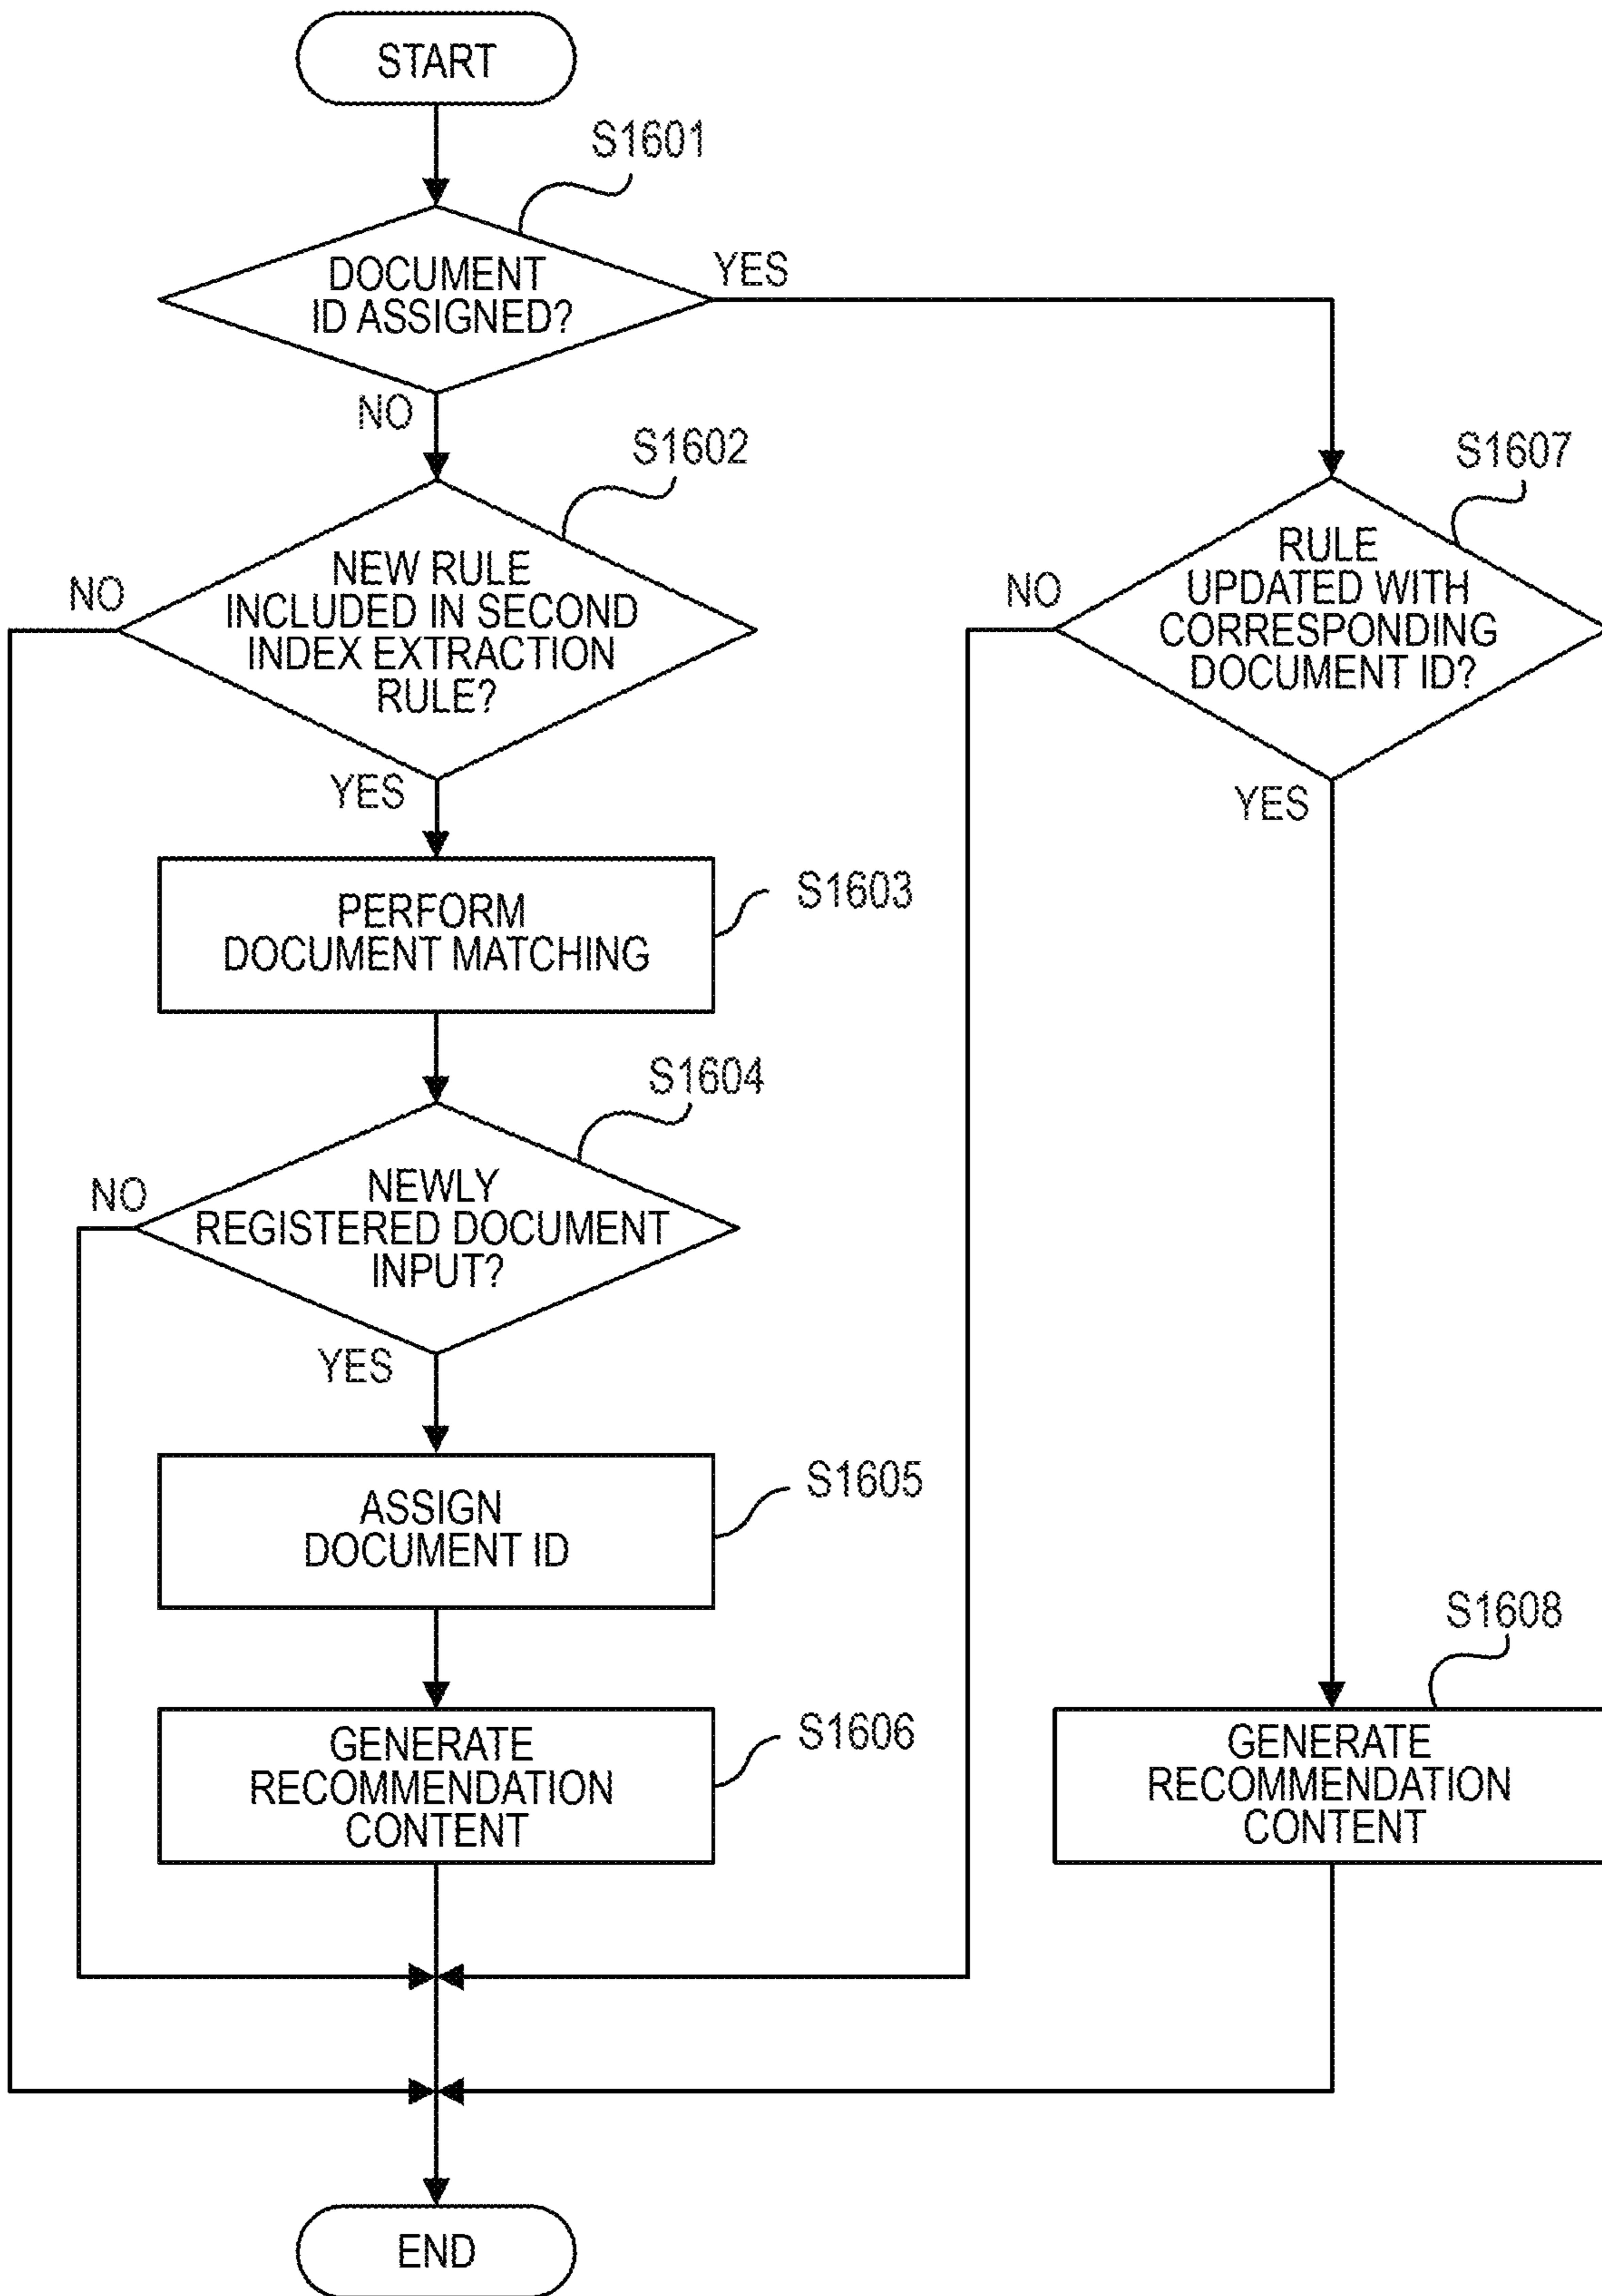 START
S1601
DOCUMENT
ID ASSIGNED?
YES
NO
S1602
NEW RULE
INCLUDED IN SECOND
INDEX EXTRACTION
RULE?
NO
YES
S1607
RULE
UPDATED WITH
CORRESPONDING
DOCUMENT ID?
NO
YES
PERFORM
DOCUMENT MATCHING
S1603
S1604
NEWLY
REGISTERED DOCUMENT
INPUT?
NO
YES
ASSIGN
DOCUMENT ID
S1605
GENERATE
RECOMMENDATION
CONTENT
S1606
S1608
GENERATE
RECOMMENDATION
CONTENT
END